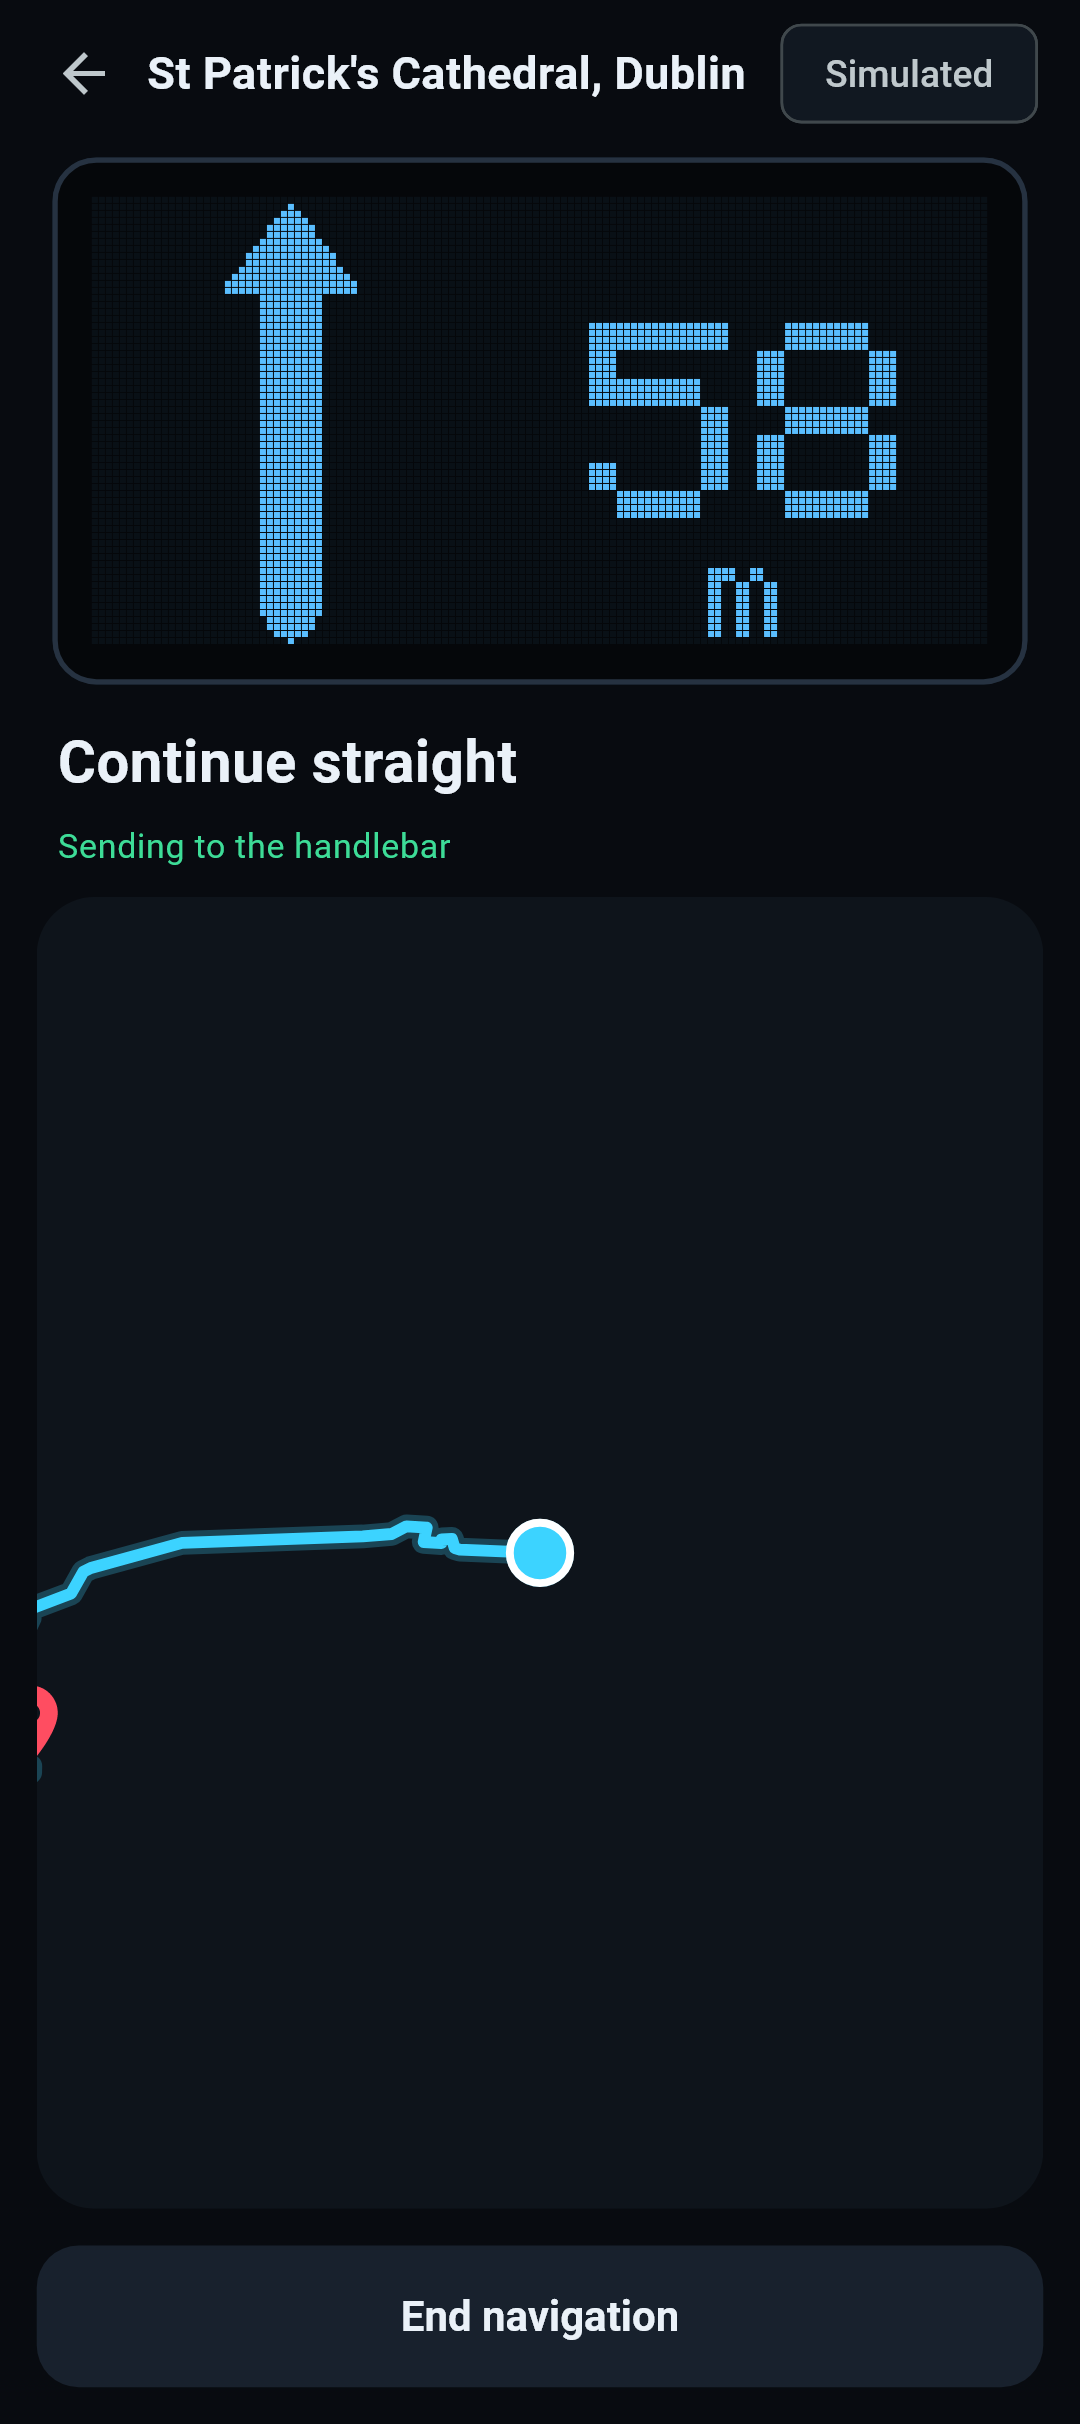 St Patrick's Cathedral, Dublin
Simulated
58
m
Continue straight
Sending to the handlebar
End navigation